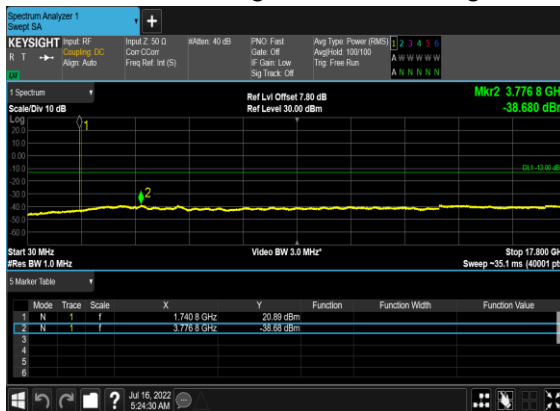 Spectrum Analyzer 1
Swept SA
KEYSIGHT Input: RF Input Z: 50 Ω #Atten: 40 dB PNO: Fast Avg Type: Power (RMS) 1 2 3 4 5 6
R T Coupling: DC Corr CCorr Gate: Off Avg|Hold: 100/100 A W W W W W
Align: Auto Freq Ref: Int (S) IF Gain: Low Trig: Free Run
Sig Track: Off A N N N N N
1 Spectrum Ref Lvl Offset 7.80 dB Mkr2 3.776 8 GH
Scale/Div 10 dB Ref Level 30.00 dBm -38.680 dB
Log
20.0
1
10.0
0.00
-10.0
DL1 -13.00 dB
-20.0
-30.0
2
-40.0
-50.0
-60.0
Start 30 MHz Video BW 3.0 MHz* Stop 17.800 GH
#Res BW 1.0 MHz Sweep ~35.1 ms (40001 pt
5 Marker Table
Mode Trace Scale X Y Function Function Width Function Value
1 N 1 f 1.740 8 GHz 20.89 dBm
2 N 1 f 3.776 8 GHz -38.68 dBm
3
4
5
6
? Jul 16, 2022
5:24:30 AM